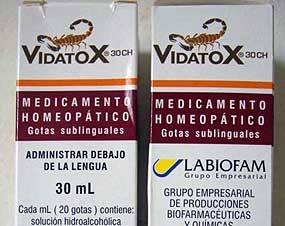 VIDATOX® 30CH
MEDICAMENTO
HOMEOPÁTICO
Gotas sublinguales
ADMINISTRAR DEBAJO
DE LA LENGUA
30 mL
Cada mL ( 20 gotas ) contiene:
solución hidroalcohólica
VIDATOX® 30CH
MEDICAMENTO
HOMEOPÁTICO
Gotas sublinguales
LABIOFAM
Grupo Empresarial
GRUPO EMPRESARIAL
DE PRODUCCIONES
BIOFARMACÉUTICAS
Y QUÍMICAS